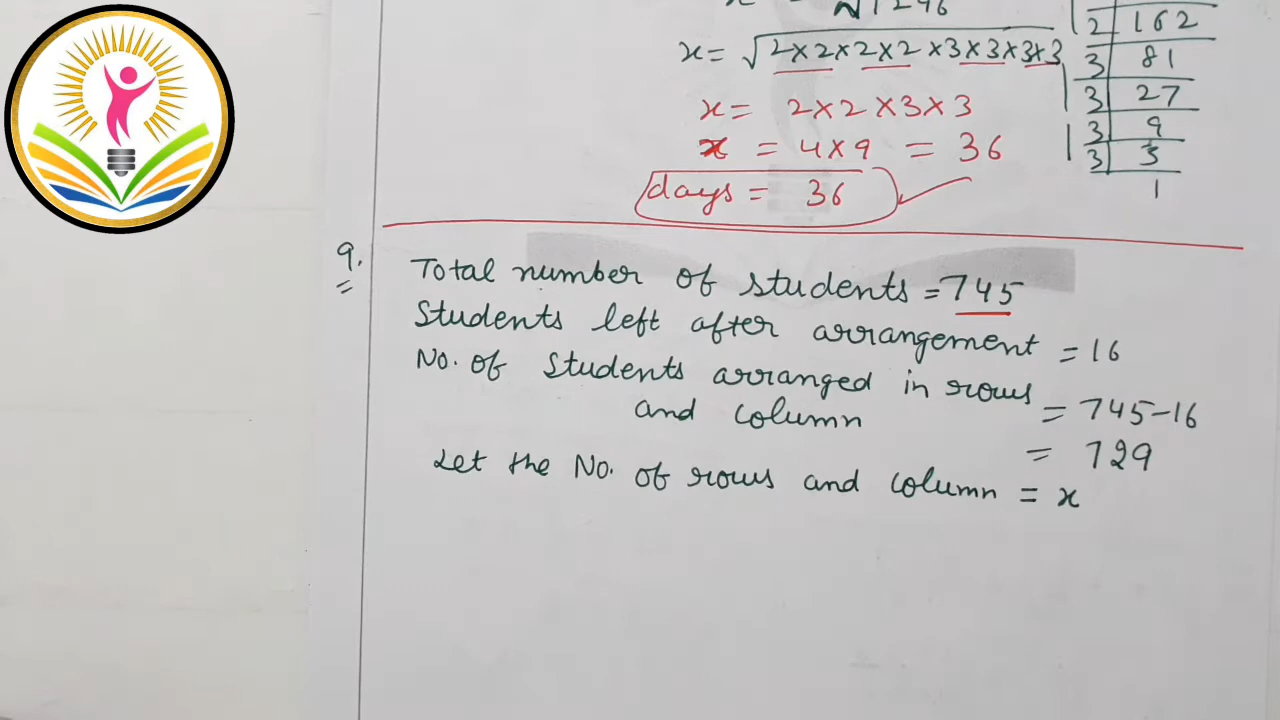 x = √1296
x = √2×2×2×2×3×3×3×3
x = 2×2×3×3
x = 4×9 = 36
days = 36
2 162
3 81
3 27
3 9
3 3
1
9.
Total number of students = 745
Students left after arrangement = 16
No. of Students arranged in rows
and column = 745-16
= 729
Let the No. of rows and column = x